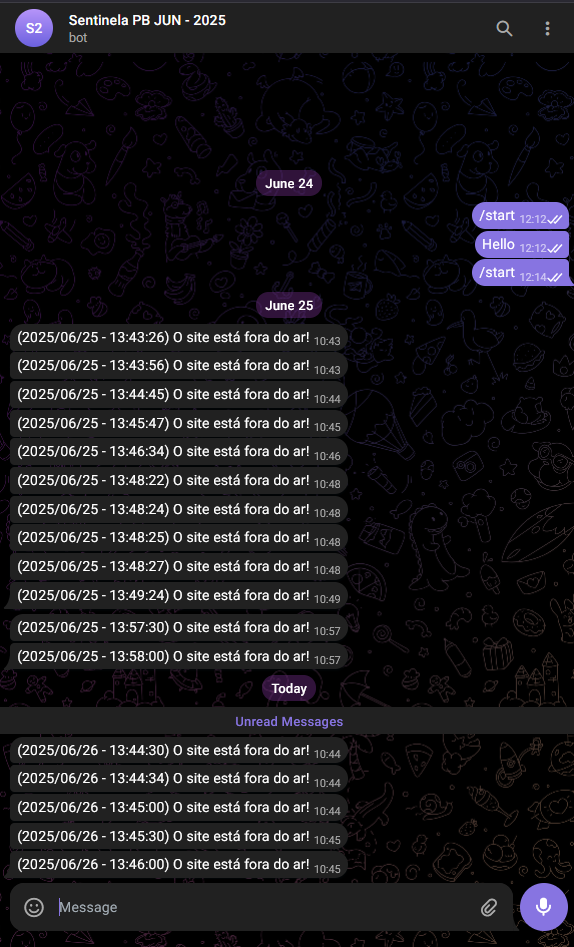 S2
Sentinela PB JUN - 2025
bot
June 24
/start 12:12
Hello 12:12
/start 12:14
June 25
(2025/06/25 - 13:43:26) O site está fora do ar! 10:43
(2025/06/25 - 13:43:56) O site está fora do ar! 10:43
(2025/06/25 - 13:44:45) O site está fora do ar! 10:44
(2025/06/25 - 13:45:47) O site está fora do ar! 10:45
(2025/06/25 - 13:46:34) O site está fora do ar! 10:46
(2025/06/25 - 13:48:22) O site está fora do ar! 10:48
(2025/06/25 - 13:48:24) O site está fora do ar! 10:48
(2025/06/25 - 13:48:25) O site está fora do ar! 10:48
(2025/06/25 - 13:48:27) O site está fora do ar! 10:48
(2025/06/25 - 13:49:24) O site está fora do ar! 10:49
(2025/06/25 - 13:57:30) O site está fora do ar! 10:57
(2025/06/25 - 13:58:00) O site está fora do ar! 10:57
Today
Unread Messages
(2025/06/26 - 13:44:30) O site está fora do ar! 10:44
(2025/06/26 - 13:44:34) O site está fora do ar! 10:44
(2025/06/26 - 13:45:00) O site está fora do ar! 10:44
(2025/06/26 - 13:45:30) O site está fora do ar! 10:45
(2025/06/26 - 13:46:00) O site está fora do ar! 10:45
Message